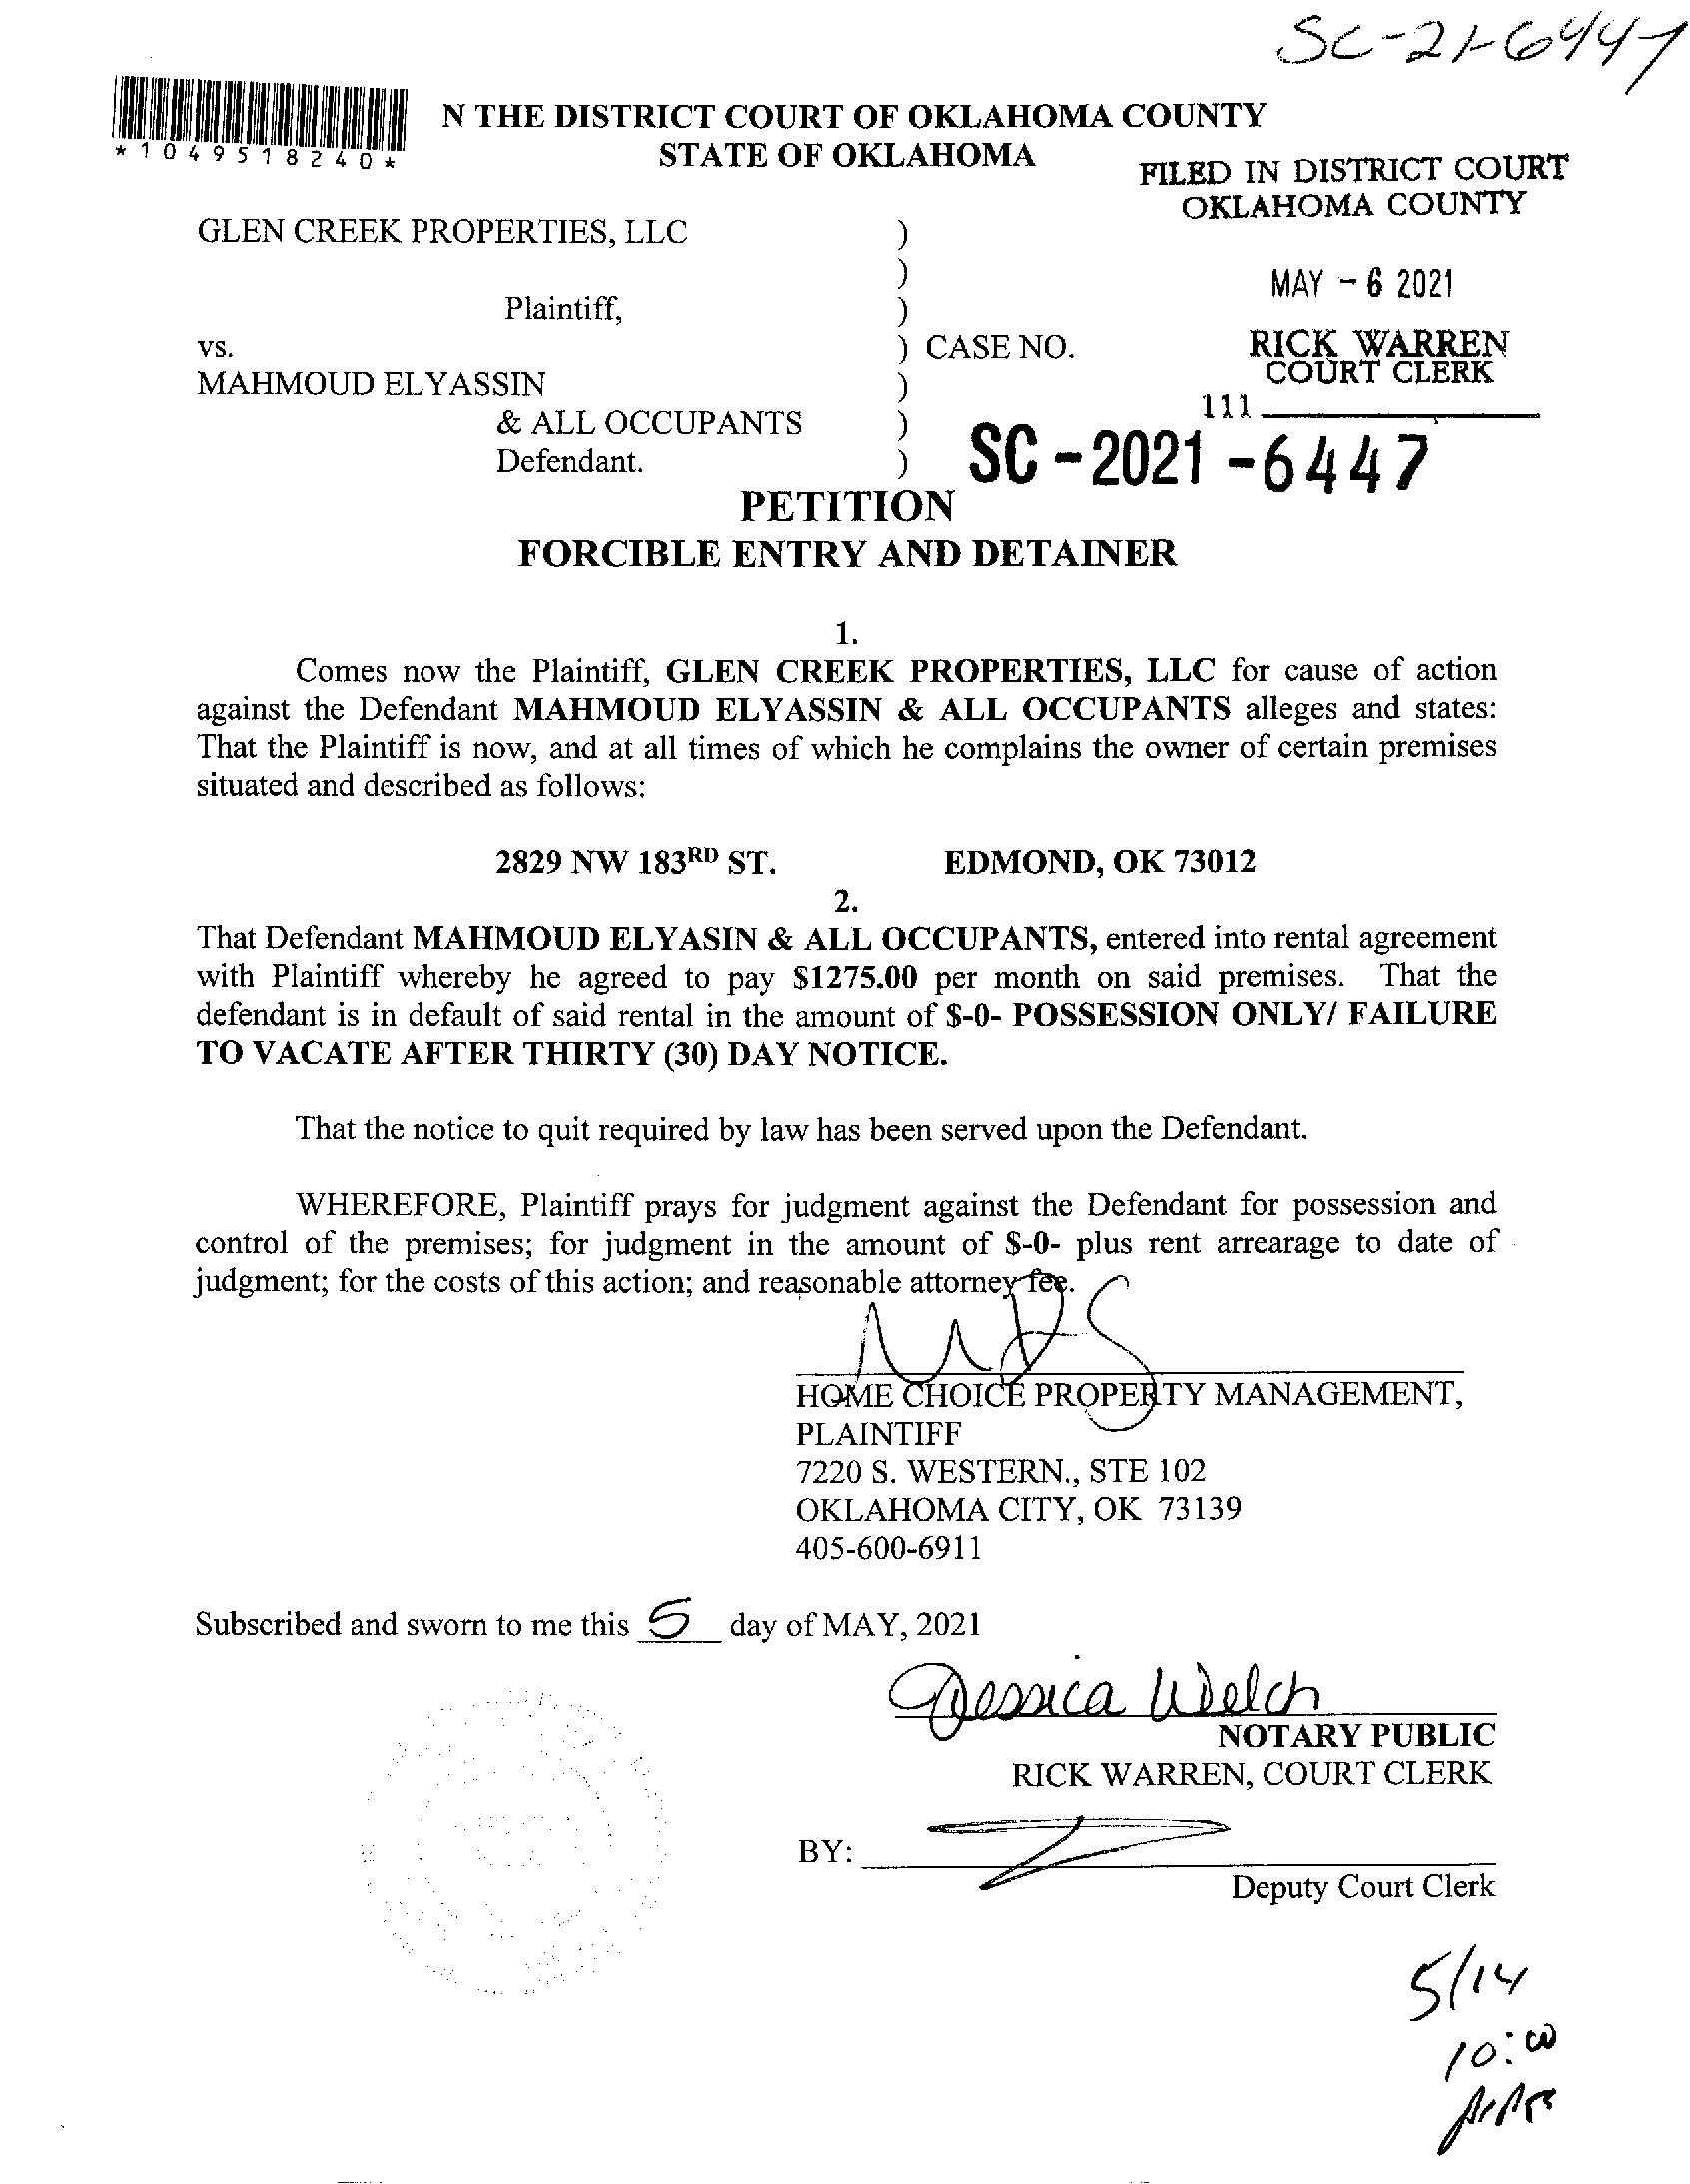 SC-21-6447
*1049518240*
N THE DISTRICT COURT OF OKLAHOMA COUNTY
STATE OF OKLAHOMA
FILED IN DISTRICT COURT
OKLAHOMA COUNTY
GLEN CREEK PROPERTIES, LLC )
)
MAY - 6 2021
Plaintiff, )
vs. ) CASE NO.
RICK WARREN
COURT CLERK
MAHMOUD ELYASSIN )
111
& ALL OCCUPANTS )
Defendant. )
SC - 2021 - 6447
PETITION
FORCIBLE ENTRY AND DETAINER
1.
Comes now the Plaintiff, GLEN CREEK PROPERTIES, LLC for cause of action
against the Defendant MAHMOUD ELYASSIN & ALL OCCUPANTS alleges and states:
That the Plaintiff is now, and at all times of which he complains the owner of certain premises
situated and described as follows:
2829 NW 183RD ST. EDMOND, OK 73012
2.
That Defendant MAHMOUD ELYASIN & ALL OCCUPANTS, entered into rental agreement
with Plaintiff whereby he agreed to pay $1275.00 per month on said premises. That the
defendant is in default of said rental in the amount of $-0- POSSESSION ONLY/ FAILURE
TO VACATE AFTER THIRTY (30) DAY NOTICE.
That the notice to quit required by law has been served upon the Defendant.
WHEREFORE, Plaintiff prays for judgment against the Defendant for possession and
control of the premises; for judgment in the amount of $-0- plus rent arrearage to date of
judgment; for the costs of this action; and reasonable attorney fee.
HOME CHOICE PROPERTY MANAGEMENT,
PLAINTIFF
7220 S. WESTERN., STE 102
OKLAHOMA CITY, OK 73139
405-600-6911
Subscribed and sworn to me this 5 day of MAY, 2021
Jessica Welch
NOTARY PUBLIC
RICK WARREN, COURT CLERK
BY:
Deputy Court Clerk
5/14
10:00